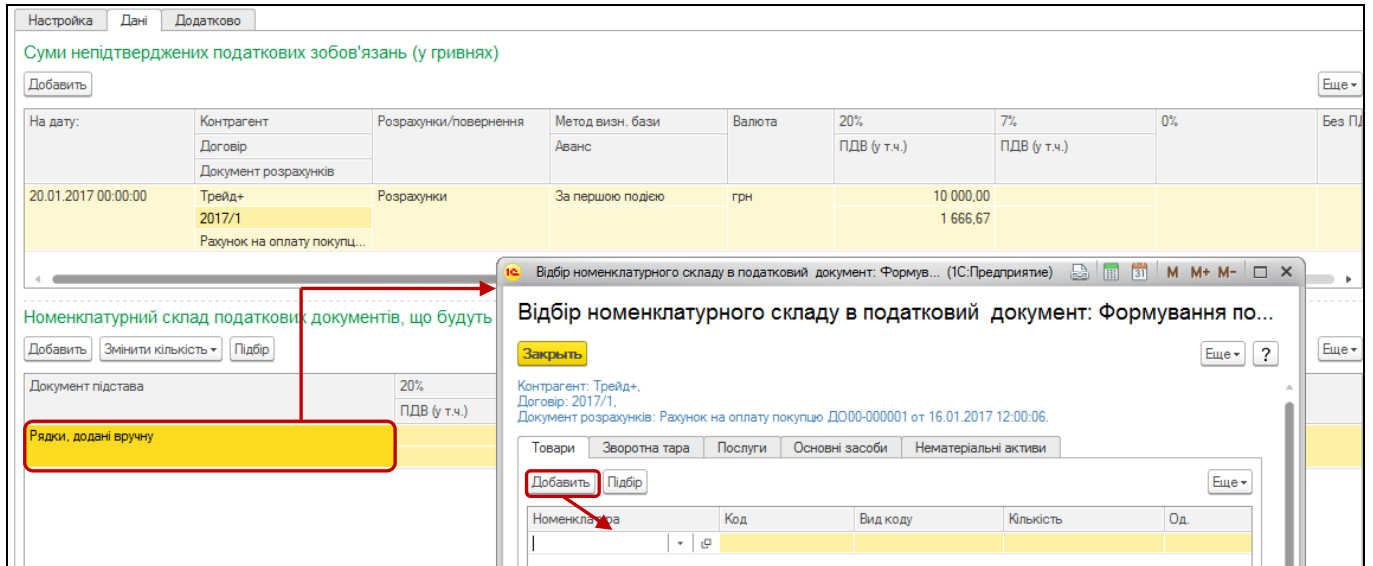 Настройка Дані Додатково
Суми непідтверджених податкових зобов'язань (у гривнях)
Добавить Еще
На дату: Контрагент Розрахунки/повернення Метод визн. бази Валюта 20% 7% 0% Без ПД
Договір Аванс ПДВ (у т.ч.) ПДВ (у т.ч.)
Документ розрахунків
20.01.2017 00:00:00 Трейд+ Розрахунки За першою подією грн 10 000,00
2017/1 1 666,67
Рахунок на оплату покупц...
Номенклатурний склад податкових документів, що будуть
Добавить Змінити кількість Підбір Еще
Документ підстава 20%
ПДВ (у т.ч.)
Рядки, додані вручну
Відбір номенклатурного складу в податковий документ: Формув... (1С:Предприятие) 31 M M+ M-
Відбір номенклатурного складу в податковий документ: Формування по...
Закрыть Еще ?
Контрагент: Трейд+,
Договір: 2017/1,
Документ розрахунків: Рахунок на оплату покупцю ДО00-000001 от 16.01.2017 12:00:06.
Товари Зворотна тара Послуги Основні засоби Нематеріальні активи
Добавить Підбір Еще
Номенклатура Код Вид коду Кількість Од.